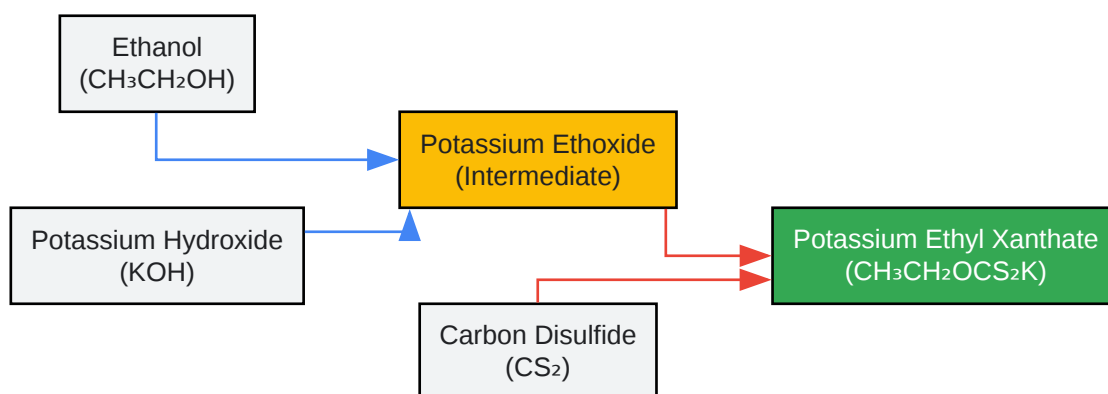 Ethanol
(CH₃CH₂OH)
Potassium Ethoxide
(Intermediate)
Potassium Hydroxide
(KOH)
Potassium Ethyl Xanthate
(CH₃CH₂OCS₂K)
Carbon Disulfide
(CS₂)